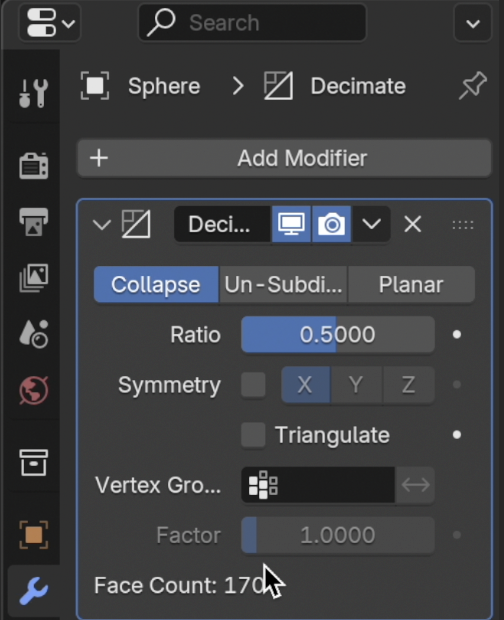 Search
Sphere > Decimate
+ Add Modifier
Deci...
Collapse Un-Subdi... Planar
Ratio 0.5000
Symmetry X Y Z
Triangulate
Vertex Gro...
Factor 1.0000
Face Count: